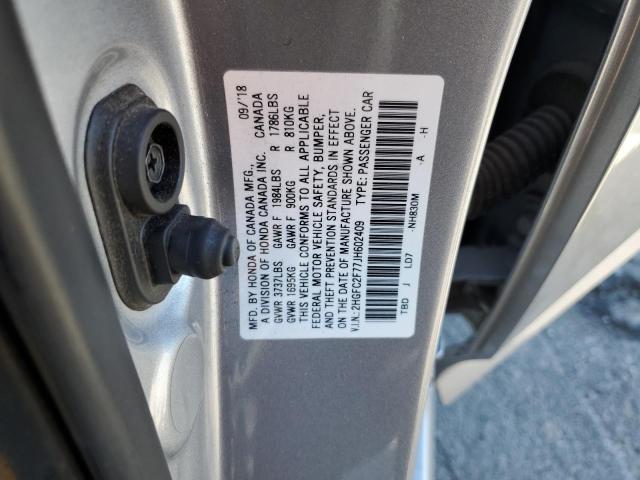 MFD. BY HONDA OF CANADA MFG., 09/'18
A DIVISION OF HONDA CANADA INC. CANADA
GVWR 3737LBS GAWR F 1984LBS R 1786LBS
GVWR 1695KG GAWR F 900KG R 810KG
THIS VEHICLE CONFORMS TO ALL APPLICABLE
FEDERAL MOTOR VEHICLE SAFETY, BUMPER,
AND THEFT PREVENTION STANDARDS IN EFFECT
ON THE DATE OF MANUFACTURE SHOWN ABOVE.
V.I.N.: 2HGFC2F77JH602409 TYPE: PASSENGER CAR
TBD J LD7 -NH830M -A -H